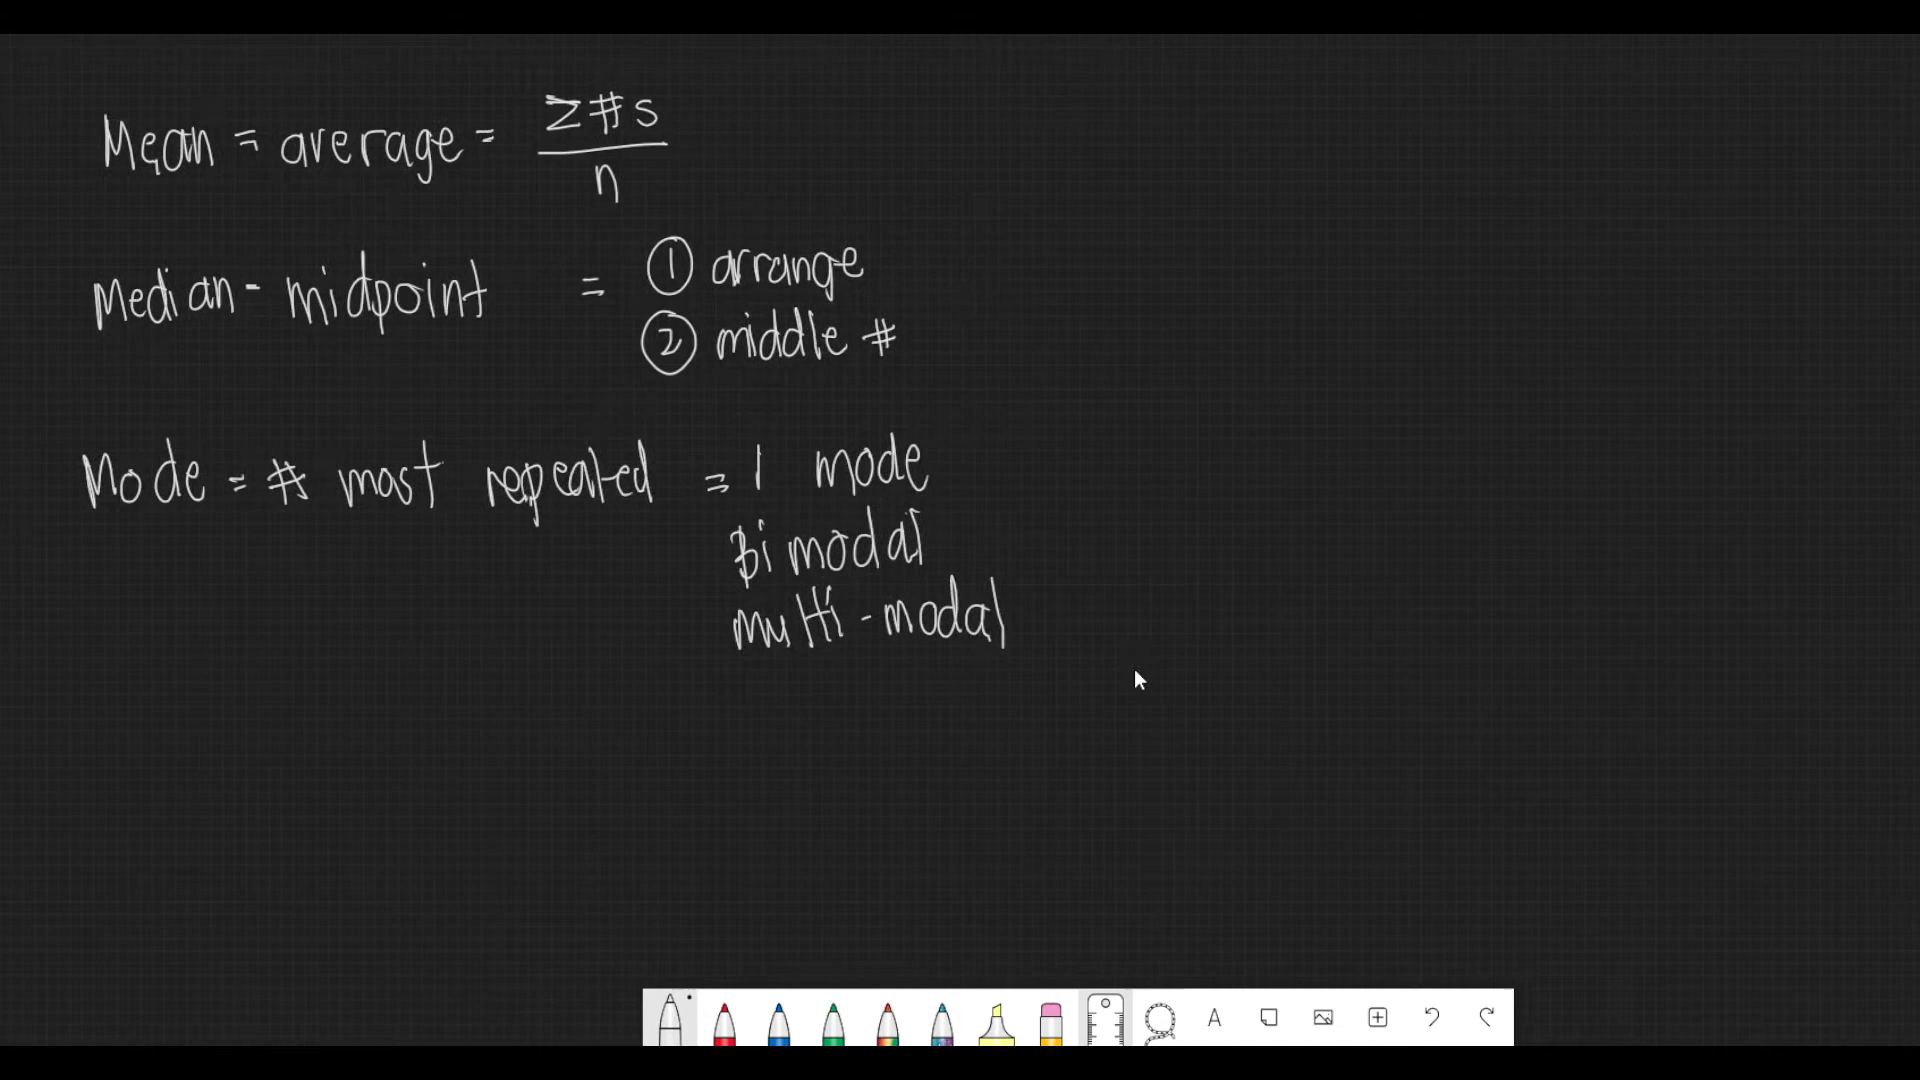 Mean = average = Σ#s
n
Median - midpoint = ① arrange
② middle #
Mode = # most repeated = 1 mode
Bimodal
multi-modal
A